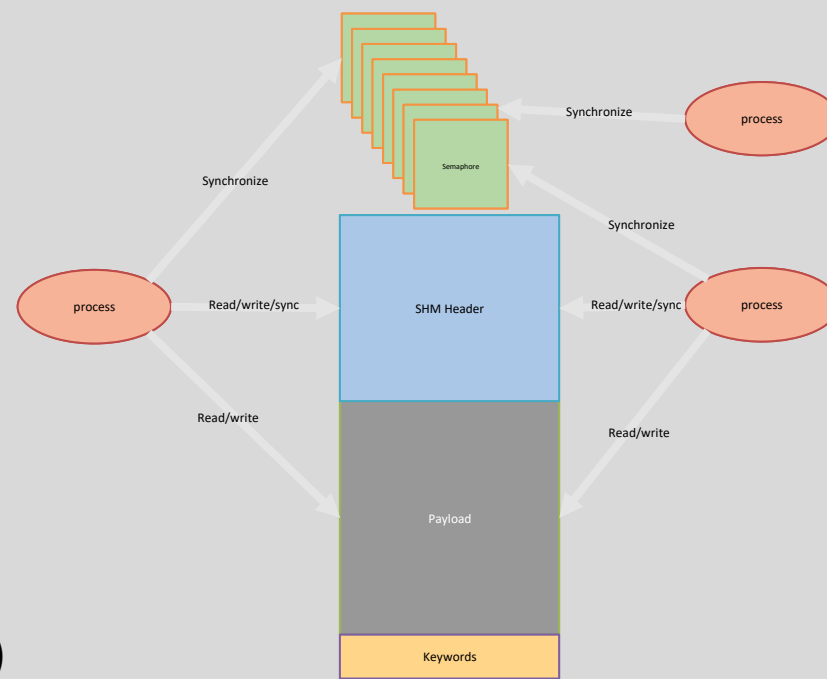 process
Synchronize
Semaphore
Synchronize
Synchronize
process
Read/write/sync
SHM Header
Read/write/sync
process
Read/write
Read/write
Payload
Keywords